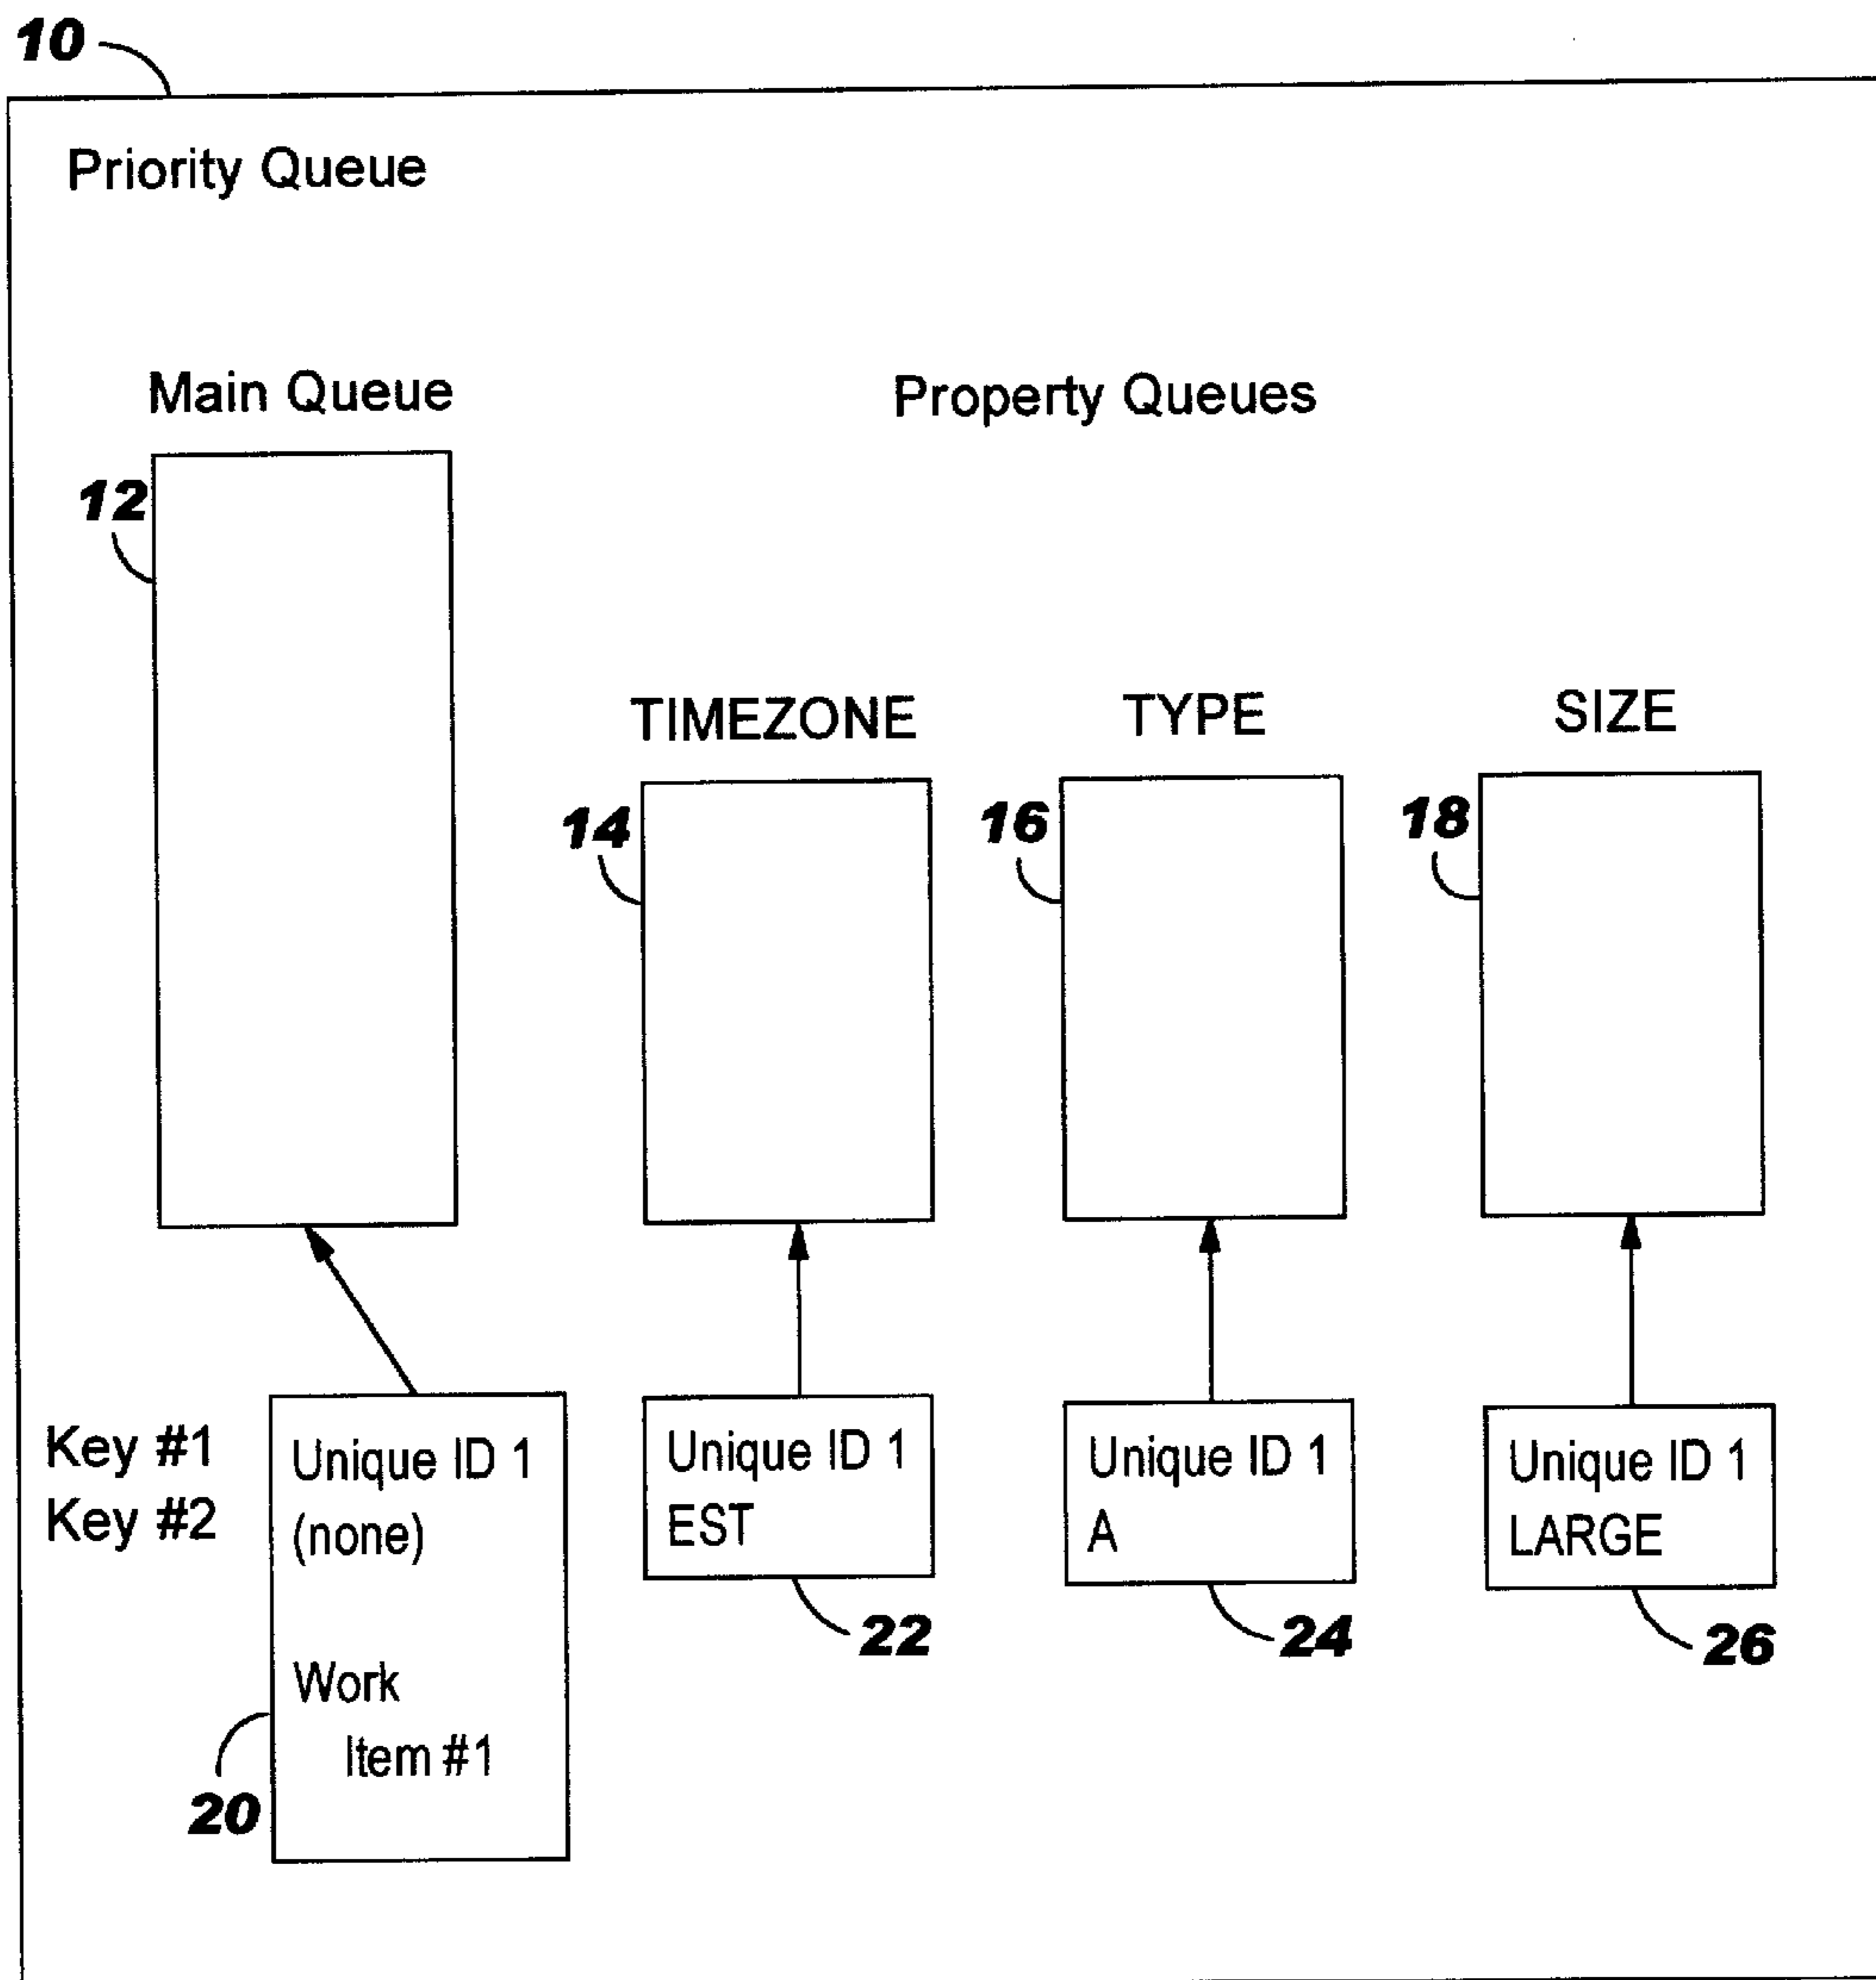 10
Priority Queue
Main Queue
Property Queues
12
TIMEZONE
TYPE
SIZE
14
16
18
Key #1
Key #2
Unique ID 1
(none)
Work
Item #1
20
Unique ID 1
EST
22
Unique ID 1
A
24
Unique ID 1
LARGE
26